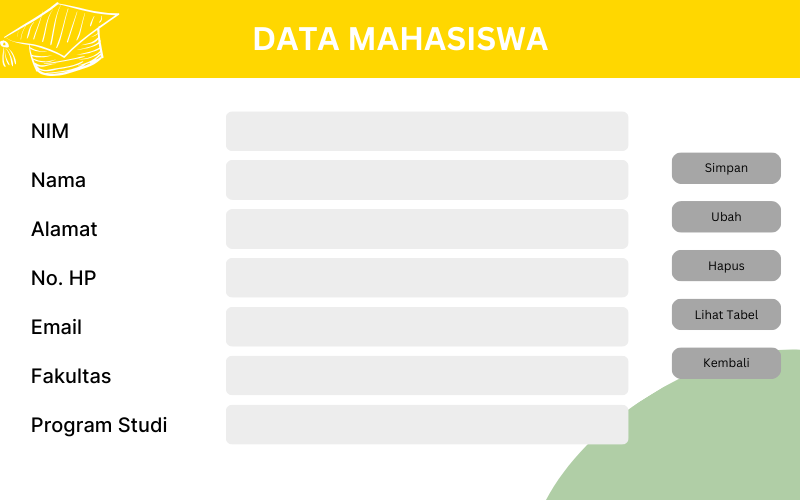 DATA MAHASISWA
NIM
Nama
Alamat
No. HP
Email
Fakultas
Program Studi
Simpan
Ubah
Hapus
Lihat Tabel
Kembali